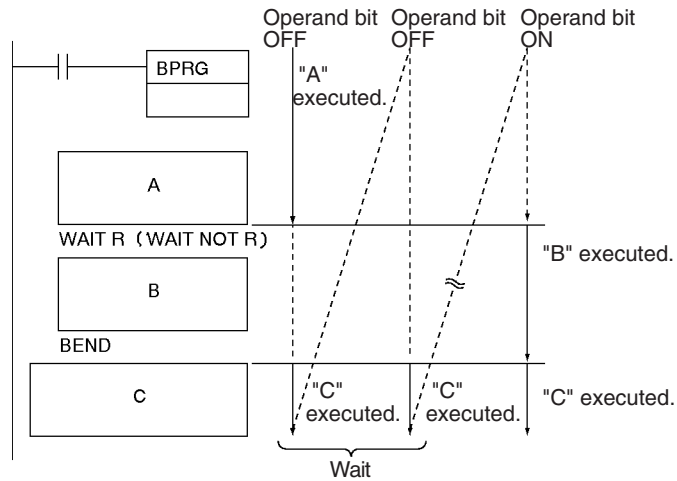 Operand bit OFF
Operand bit OFF
Operand bit ON
BPRG
"A" executed.
A
WAIT R (WAIT NOT R)
B
"B" executed.
BEND
C
"C" executed.
"C" executed.
"C" executed.
Wait